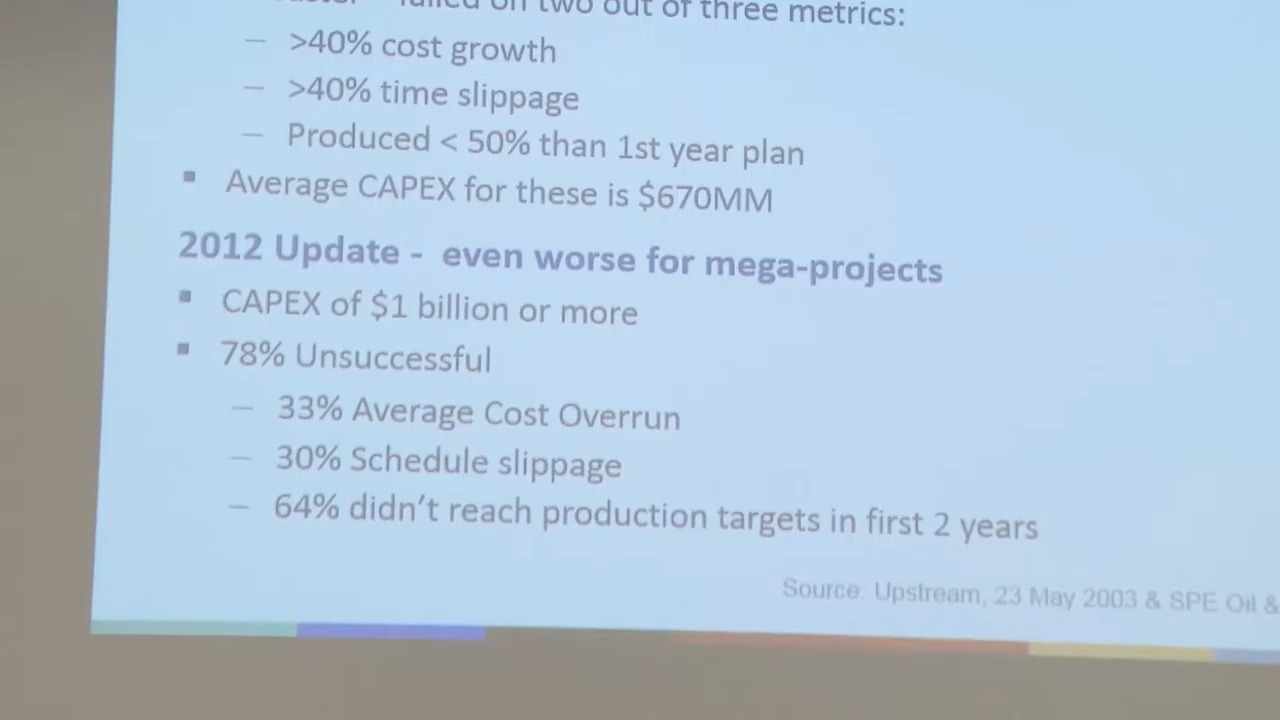 on two out of three metrics:
– >40% cost growth
– >40% time slippage
– Produced < 50% than 1st year plan
▪ Average CAPEX for these is $670MM
2012 Update - even worse for mega-projects
▪ CAPEX of $1 billion or more
▪ 78% Unsuccessful
– 33% Average Cost Overrun
– 30% Schedule slippage
– 64% didn't reach production targets in first 2 years
Source: Upstream, 23 May 2003 & SPE Oil &